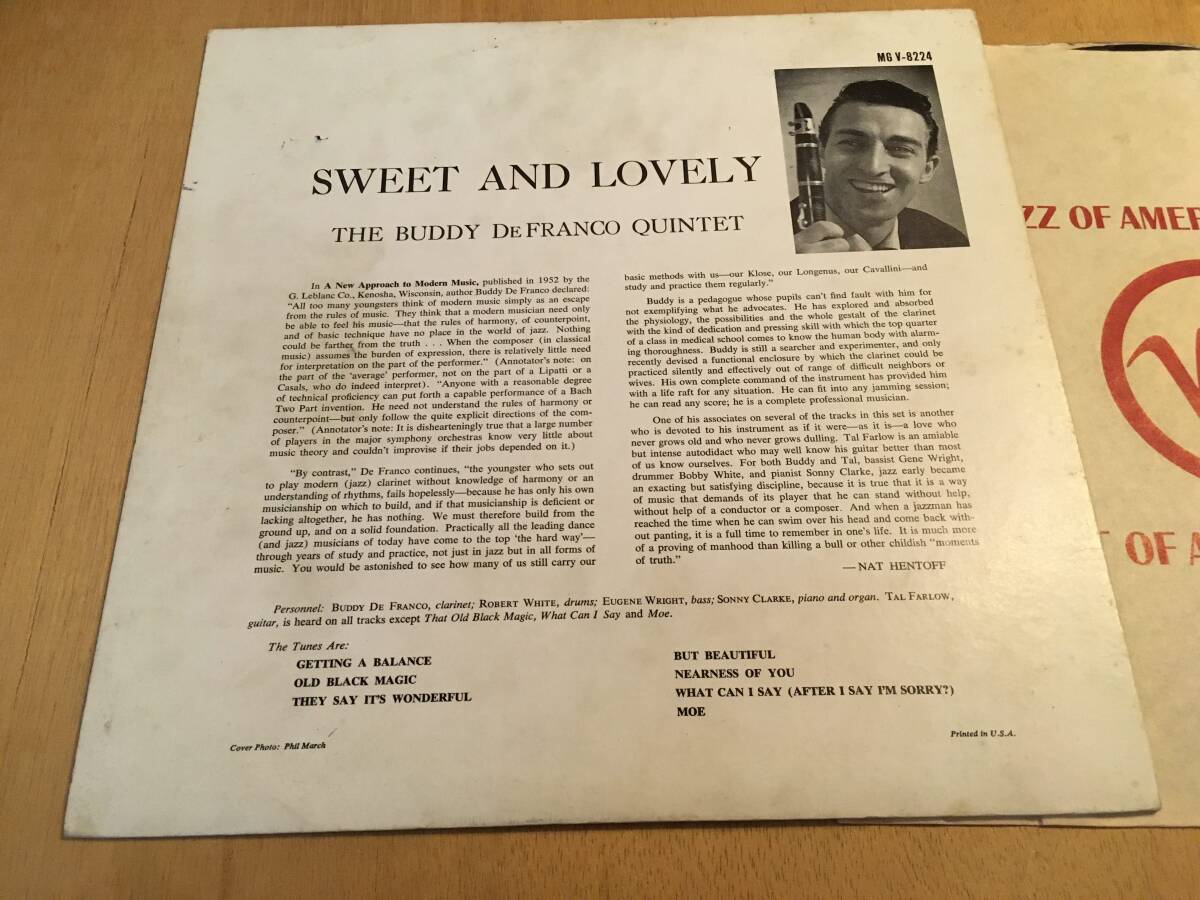 MG V-8224
SWEET AND LOVELY
THE BUDDY DEFRANCO QUINTET
In A New Approach to Modern Music, published in 1952 by the
G. Leblanc Co., Kenosha, Wisconsin, author Buddy De Franco declared:
“All too many youngsters think of modern music simply as an escape
from the rules of music. They think that a modern musician need only
be able to feel his music—that the rules of harmony, of counterpoint,
and of basic technique have no place in the world of jazz. Nothing
could be farther from the truth . . . When the composer (in classical
music) assumes the burden of expression, there is relatively little need
for interpretation on the part of the performer.” (Annotator's note: on
the part of the ‘average’ performer, not on the part of a Lipatti or a
Casals, who do indeed interpret). “Anyone with a reasonable degree
of technical proficiency can put forth a capable performance of a Bach
Two Part invention. He need not understand the rules of harmony or
counterpoint—but only follow the quite explicit directions of the com-
poser.” (Annotator's note: It is dishearteningly true that a large number
of players in the major symphony orchestras know very little about
music theory and couldn't improvise if their jobs depended on it.)
“By contrast,” De Franco continues, “the youngster who sets out
to play modern (jazz) clarinet without knowledge of harmony or an
understanding of rhythms, fails hopelessly—because he has only his own
musicianship on which to build, and if that musicianship is deficient or
lacking altogether, he has nothing. We must therefore build from the
ground up, and on a solid foundation. Practically all the leading dance
(and jazz) musicians of today have come to the top ‘the hard way’—
through years of study and practice, not just in jazz but in all forms of
music. You would be astonished to see how many of us still carry our
basic methods with us—our Klose, our Longenus, our Cavallini—and
study and practice them regularly.”
Buddy is a pedagogue whose pupils can't find fault with him for
not exemplifying what he advocates. He has explored and absorbed
the physiology, the possibilities and the whole gestalt of the clarinet
with the kind of dedication and pressing skill with which the top quarter
of a class in medical school comes to know the human body with alarm-
ing thoroughness. Buddy is still a searcher and experimenter, and only
recently devised a functional enclosure by which the clarinet could be
practiced silently and effectively out of range of difficult neighbors or
wives. His own complete command of the instrument has provided him
with a life raft for any situation. He can fit into any jamming session;
he can read any score; he is a complete professional musician.
One of his associates on several of the tracks in this set is another
who is devoted to his instrument as if it were—as it is—a love who
never grows old and who never grows dulling. Tal Farlow is an amiable
but intense autodidact who may well know his guitar better than most
of us know ourselves. For both Buddy and Tal, bassist Gene Wright,
drummer Bobby White, and pianist Sonny Clarke, jazz early became
an exacting but satisfying discipline, because it is true that it is a way
of music that demands of its player that he can stand without help,
without help of a conductor or a composer. And when a jazzman has
reached the time when he can swim over his head and come back with-
out panting, it is a full time to remember in one's life. It is much more
of a proving of manhood than killing a bull or other childish “moments
of truth.”
—NAT HENTOFF
Personnel: BUDDY DE FRANCO, clarinet; ROBERT WHITE, drums; EUGENE WRIGHT, bass; SONNY CLARKE, piano and organ. TAL FARLOW,
guitar, is heard on all tracks except That Old Black Magic, What Can I Say and Moe.
The Tunes Are:
GETTING A BALANCE
OLD BLACK MAGIC
THEY SAY IT'S WONDERFUL
BUT BEAUTIFUL
NEARNESS OF YOU
WHAT CAN I SAY (AFTER I SAY I'M SORRY?)
MOE
Cover Photo: Phil March
Printed in U.S.A.
ZZ OF AMER
T OF A